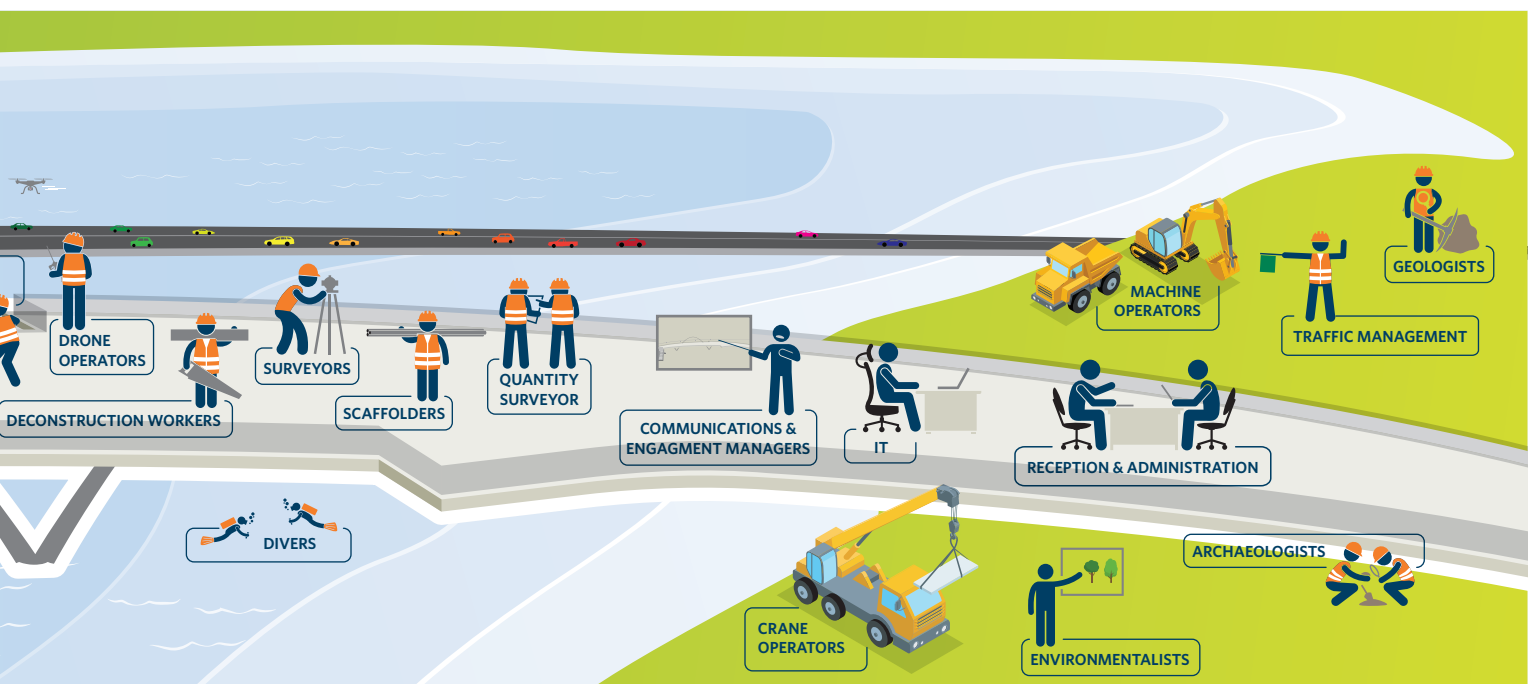 GEOLOGISTS
MACHINE
OPERATORS
TRAFFIC MANAGEMENT
DRONE
OPERATORS
SURVEYORS
QUANTITY
SURVEYOR
SCAFFOLDERS
DECONSTRUCTION WORKERS
COMMUNICATIONS &
ENGAGMENT MANAGERS
IT
RECEPTION & ADMINISTRATION
DIVERS
ARCHAEOLOGISTS
CRANE
OPERATORS
ENVIRONMENTALISTS